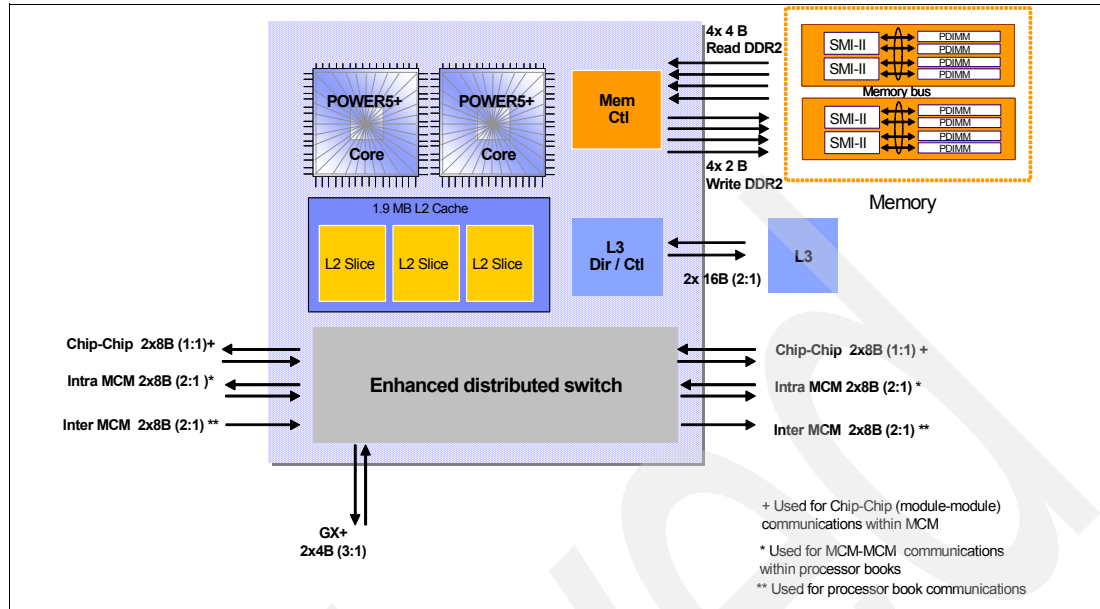 4x 4 B
Read DDR2
SMI-II
SMI-II
PDIMM
PDIMM
PDIMM
PDIMM
Memory bus
SMI-II
SMI-II
PDIMM
PDIMM
PDIMM
PDIMM
Memory
POWER5+
Core
POWER5+
Core
Mem
Ctl
4x 2 B
Write DDR2
1.9 MB L2 Cache
L2 Slice
L2 Slice
L2 Slice
L3
Dir / Ctl
2x 16B (2:1)
L3
Chip-Chip 2x8B (1:1)+
Intra MCM 2x8B (2:1 )*
Inter MCM 2x8B (2:1) **
Enhanced distributed switch
Chip-Chip 2x8B (1:1) +
Intra MCM 2x8B (2:1) *
Inter MCM 2x8B (2:1) **
GX+
2x4B (3:1)
+ Used for Chip-Chip (module-module)
communications within MCM
* Used for MCM-MCM communications
within processor books
** Used for processor book communications